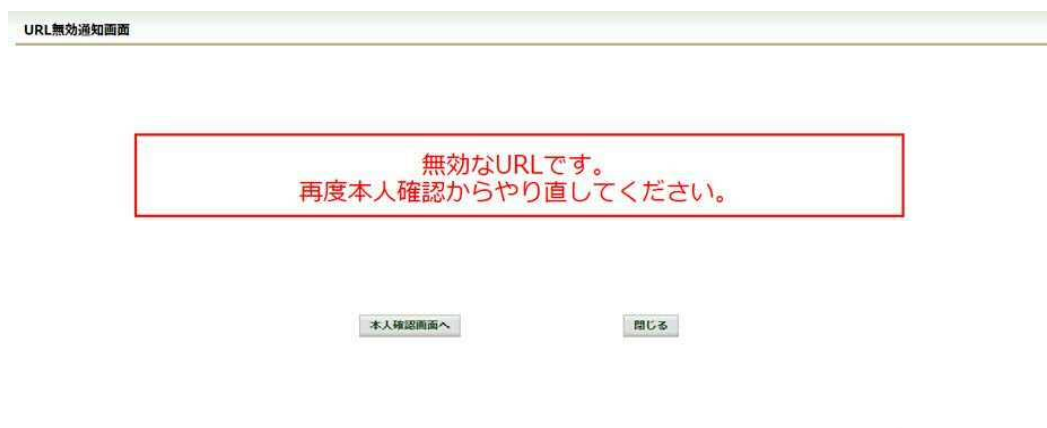 URL無効通知画面
無効なURLです。
再度本人確認からやり直してください。
本人確認画面へ
閉じる